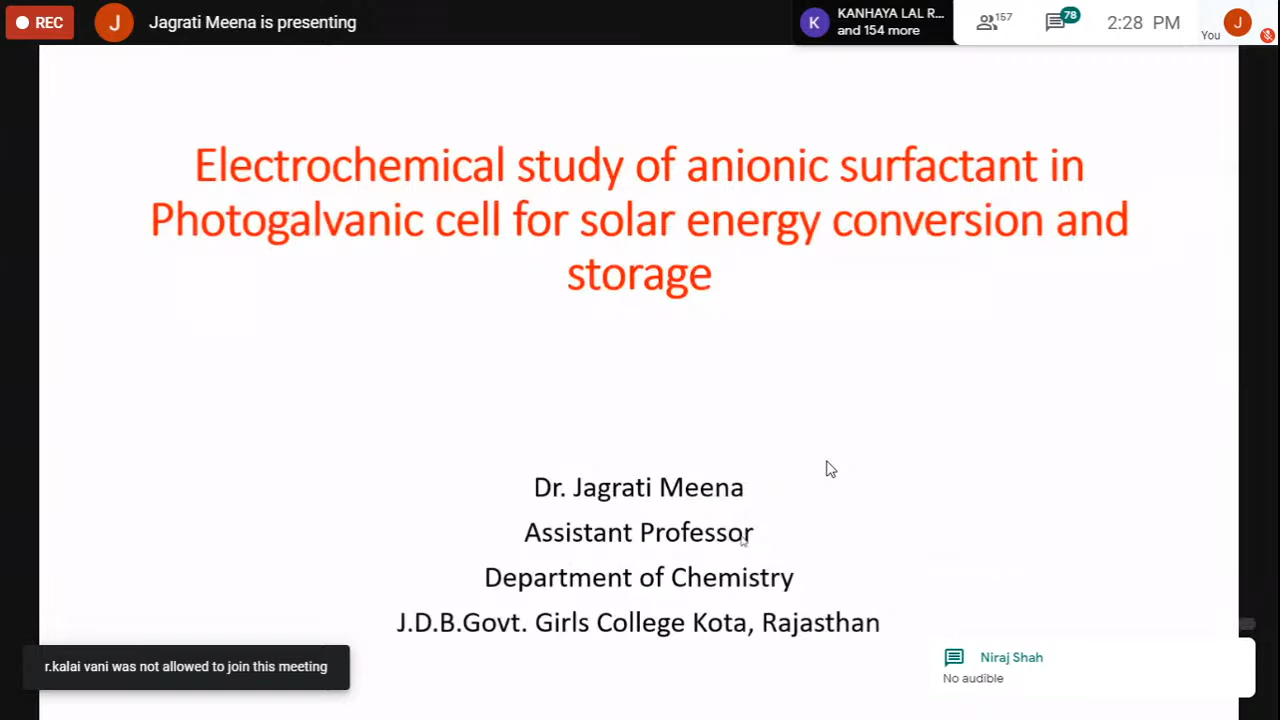 REC
J
Jagrati Meena is presenting
K
KANHAYA LAL R...
and 154 more
157
78
2:28 PM
You
J
Electrochemical study of anionic surfactant in
Photogalvanic cell for solar energy conversion and
storage
Dr. Jagrati Meena
Assistant Professor
Department of Chemistry
J.D.B.Govt. Girls College Kota, Rajasthan
r.kalai vani was not allowed to join this meeting
Niraj Shah
No audible